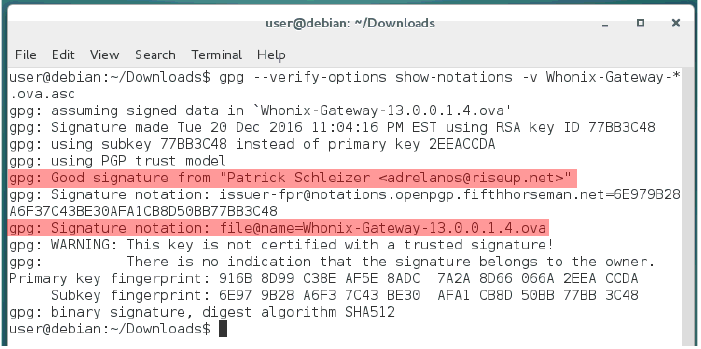 user@debian: ~/Downloads
File Edit View Search Terminal Help
user@debian:~/Downloads$ gpg --verify-options show-notations -v Whonix-Gateway-*
.ova.asc
gpg: assuming signed data in `Whonix-Gateway-13.0.0.1.4.ova'
gpg: Signature made Tue 20 Dec 2016 11:04:16 PM EST using RSA key ID 77BB3C48
gpg: using subkey 77BB3C48 instead of primary key 2EEACCDA
gpg: using PGP trust model
gpg: Good signature from "Patrick Schleizer <adrelanos@riseup.net>"
gpg: Signature notation: issuer-fpr@notations.openpgp.fifthhorseman.net=6E979B28
A6F37C43BE30AFA1CB8D50BB77BB3C48
gpg: Signature notation: file@name=Whonix-Gateway-13.0.0.1.4.ova
gpg: WARNING: This key is not certified with a trusted signature!
gpg:          There is no indication that the signature belongs to the owner.
Primary key fingerprint: 916B 8D99 C38E AF5E 8ADC  7A2A 8D66 066A 2EEA CCDA
     Subkey fingerprint: 6E97 9B28 A6F3 7C43 BE30  AFA1 CB8D 50BB 77BB 3C48
gpg: binary signature, digest algorithm SHA512
user@debian:~/Downloads$